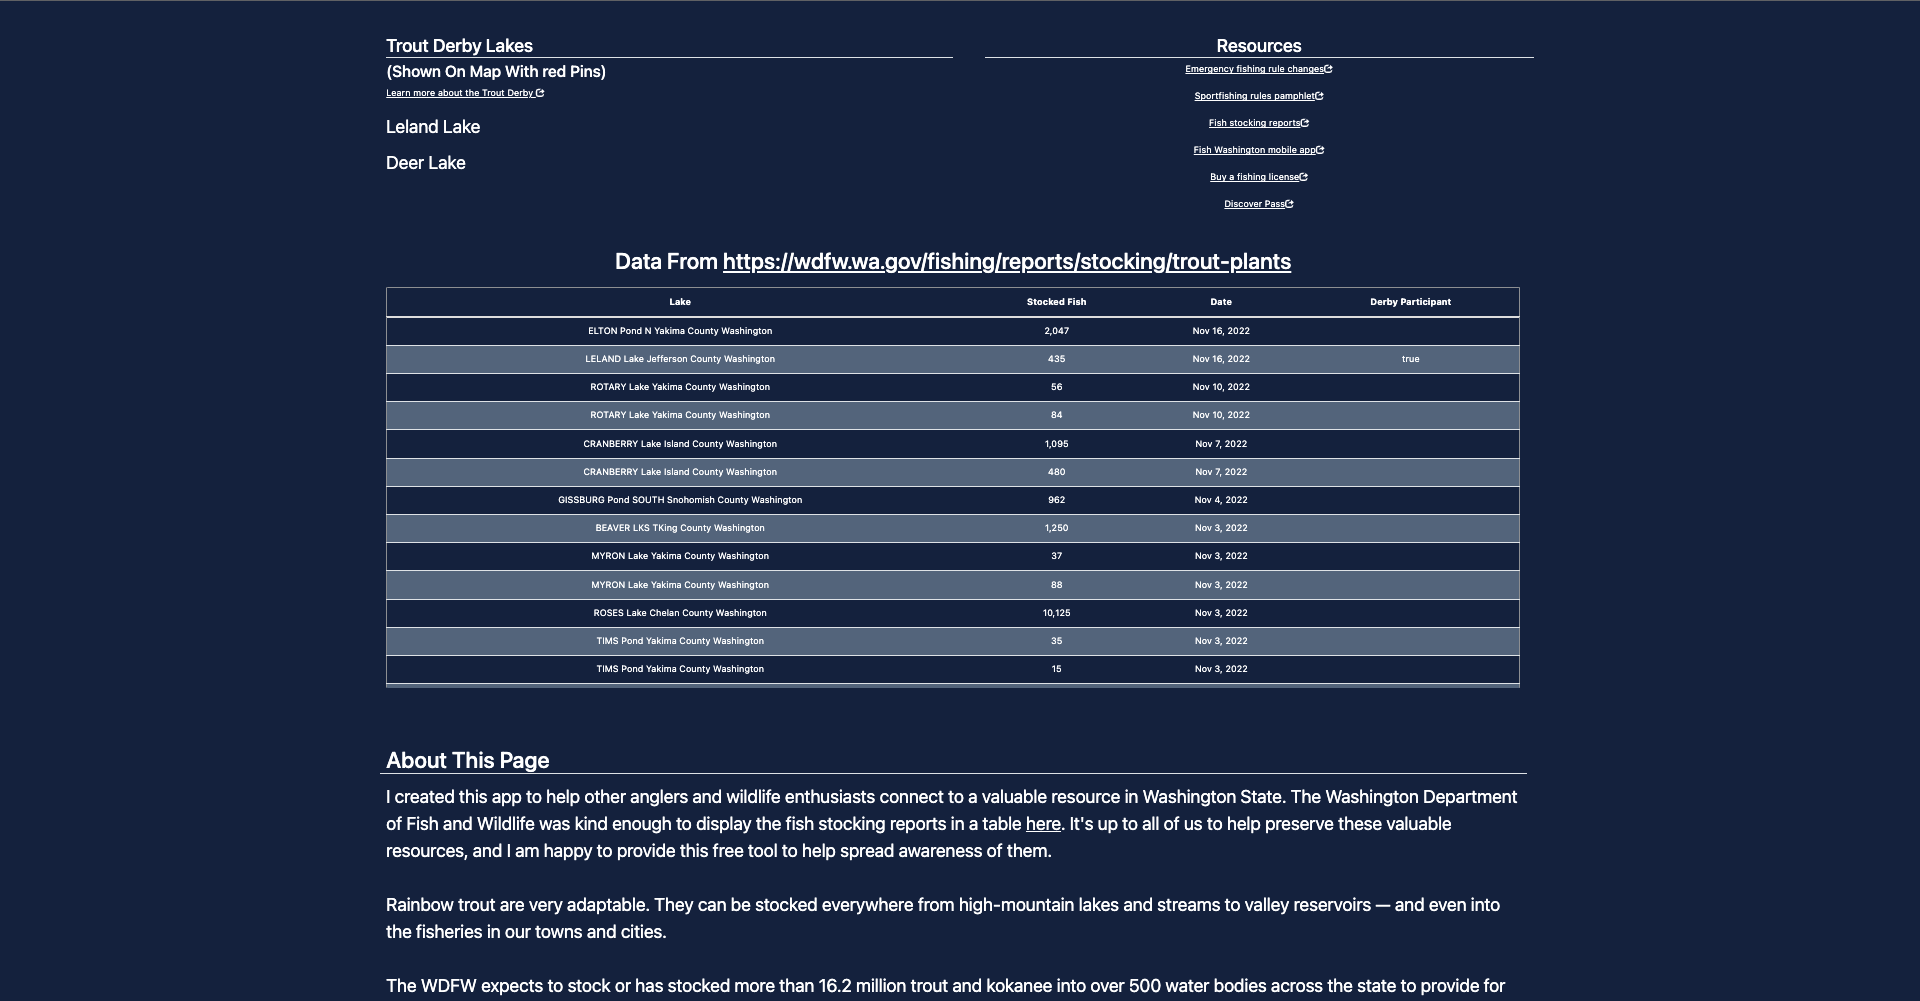 Trout Derby Lakes
(Shown On Map With red Pins)
Learn more about the Trout Derby
Leland Lake
Deer Lake
Resources
Emergency fishing rule changes
Sportfishing rules pamphlet
Fish stocking reports
Fish Washington mobile app
Buy a fishing license
Discover Pass
Data From https://wdfw.wa.gov/fishing/reports/stocking/trout-plants
Lake Stocked Fish Date Derby Participant
ELTON Pond N Yakima County Washington 2,047 Nov 16, 2022
LELAND Lake Jefferson County Washington 435 Nov 16, 2022 true
ROTARY Lake Yakima County Washington 56 Nov 10, 2022
ROTARY Lake Yakima County Washington 84 Nov 10, 2022
CRANBERRY Lake Island County Washington 1,095 Nov 7, 2022
CRANBERRY Lake Island County Washington 480 Nov 7, 2022
GISSBURG Pond SOUTH Snohomish County Washington 962 Nov 4, 2022
BEAVER LKS TKing County Washington 1,250 Nov 3, 2022
MYRON Lake Yakima County Washington 37 Nov 3, 2022
MYRON Lake Yakima County Washington 88 Nov 3, 2022
ROSES Lake Chelan County Washington 10,125 Nov 3, 2022
TIMS Pond Yakima County Washington 35 Nov 3, 2022
TIMS Pond Yakima County Washington 15 Nov 3, 2022
About This Page
I created this app to help other anglers and wildlife enthusiasts connect to a valuable resource in Washington State. The Washington Department
of Fish and Wildlife was kind enough to display the fish stocking reports in a table here. It's up to all of us to help preserve these valuable
resources, and I am happy to provide this free tool to help spread awareness of them.
Rainbow trout are very adaptable. They can be stocked everywhere from high-mountain lakes and streams to valley reservoirs — and even into
the fisheries in our towns and cities.
The WDFW expects to stock or has stocked more than 16.2 million trout and kokanee into over 500 water bodies across the state to provide for